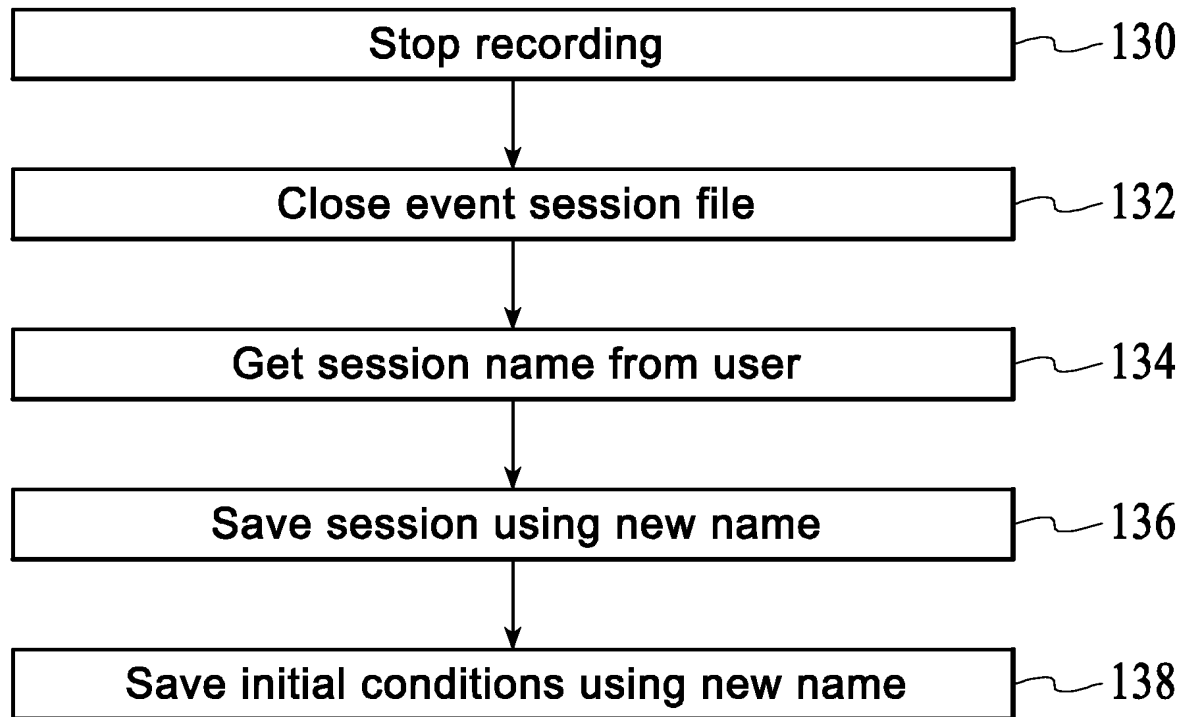 Stop recording 130
Close event session file 132
Get session name from user 134
Save session using new name 136
Save initial conditions using new name 138